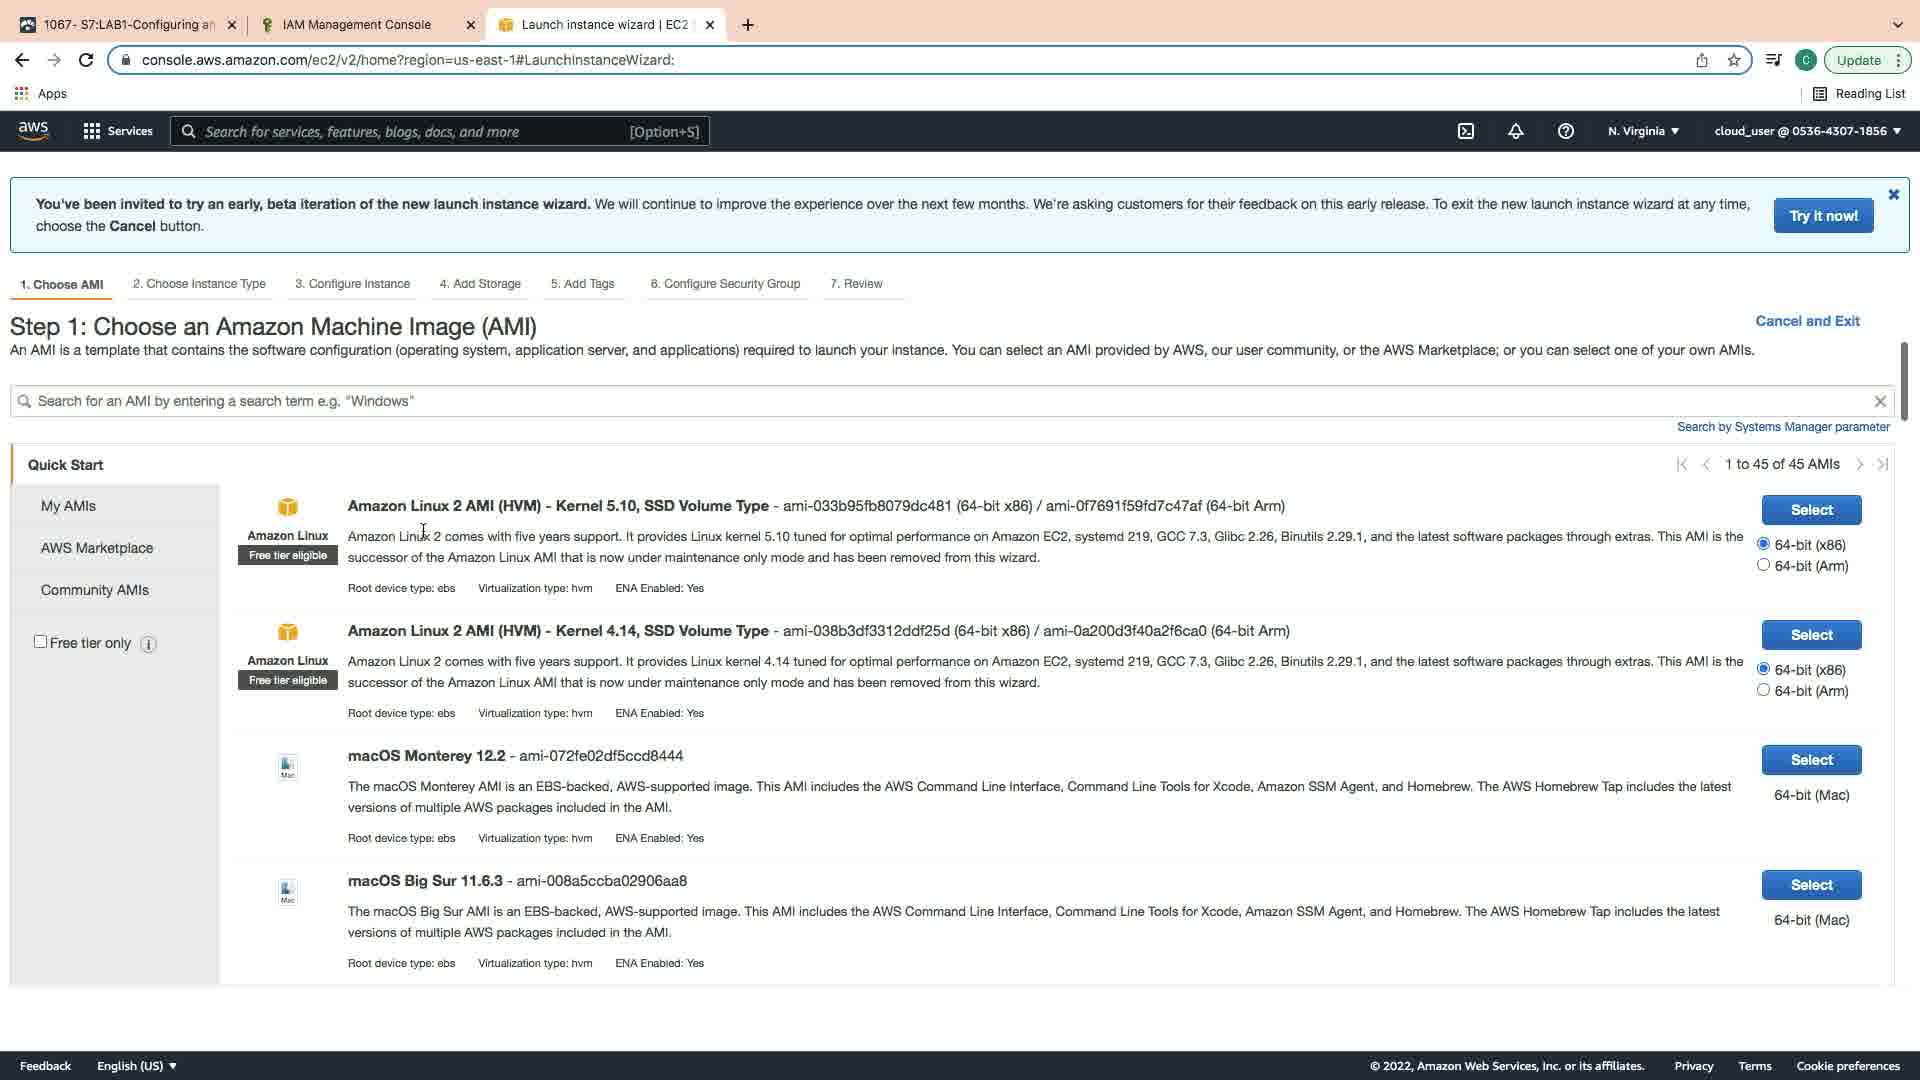 1067- S7:LAB1-Configuring an
IAM Management Console
Launch instance wizard | EC2
console.aws.amazon.com/ec2/v2/home?region=us-east-1#LaunchInstanceWizard:
C
Update
Apps
Reading List
aws
Services
Search for services, features, blogs, docs, and more
[Option+S]
N. Virginia ▼
cloud_user @ 0536-4307-1856 ▼
You've been invited to try an early, beta iteration of the new launch instance wizard. We will continue to improve the experience over the next few months. We're asking customers for their feedback on this early release. To exit the new launch instance wizard at any time,
choose the Cancel button.
Try it now!
1. Choose AMI
2. Choose Instance Type
3. Configure Instance
4. Add Storage
5. Add Tags
6. Configure Security Group
7. Review
Step 1: Choose an Amazon Machine Image (AMI)
Cancel and Exit
An AMI is a template that contains the software configuration (operating system, application server, and applications) required to launch your instance. You can select an AMI provided by AWS, our user community, or the AWS Marketplace; or you can select one of your own AMIs.
Search for an AMI by entering a search term e.g. "Windows"
Search by Systems Manager parameter
Quick Start
1 to 45 of 45 AMIs
My AMIs
AWS Marketplace
Community AMIs
Free tier only
Amazon Linux
Free tier eligible
Amazon Linux 2 AMI (HVM) - Kernel 5.10, SSD Volume Type - ami-033b95fb8079dc481 (64-bit x86) / ami-0f7691f59fd7c47af (64-bit Arm)
Amazon Linux 2 comes with five years support. It provides Linux kernel 5.10 tuned for optimal performance on Amazon EC2, systemd 219, GCC 7.3, Glibc 2.26, Binutils 2.29.1, and the latest software packages through extras. This AMI is the
successor of the Amazon Linux AMI that is now under maintenance only mode and has been removed from this wizard.
Root device type: ebs Virtualization type: hvm ENA Enabled: Yes
Select
64-bit (x86)
64-bit (Arm)
Amazon Linux
Free tier eligible
Amazon Linux 2 AMI (HVM) - Kernel 4.14, SSD Volume Type - ami-038b3df3312ddf25d (64-bit x86) / ami-0a200d3f40a2f6ca0 (64-bit Arm)
Amazon Linux 2 comes with five years support. It provides Linux kernel 4.14 tuned for optimal performance on Amazon EC2, systemd 219, GCC 7.3, Glibc 2.26, Binutils 2.29.1, and the latest software packages through extras. This AMI is the
successor of the Amazon Linux AMI that is now under maintenance only mode and has been removed from this wizard.
Root device type: ebs Virtualization type: hvm ENA Enabled: Yes
Select
64-bit (x86)
64-bit (Arm)
Mac
macOS Monterey 12.2 - ami-072fe02df5ccd8444
The macOS Monterey AMI is an EBS-backed, AWS-supported image. This AMI includes the AWS Command Line Interface, Command Line Tools for Xcode, Amazon SSM Agent, and Homebrew. The AWS Homebrew Tap includes the latest
versions of multiple AWS packages included in the AMI.
Root device type: ebs Virtualization type: hvm ENA Enabled: Yes
Select
64-bit (Mac)
Mac
macOS Big Sur 11.6.3 - ami-008a5ccba02906aa8
The macOS Big Sur AMI is an EBS-backed, AWS-supported image. This AMI includes the AWS Command Line Interface, Command Line Tools for Xcode, Amazon SSM Agent, and Homebrew. The AWS Homebrew Tap includes the latest
versions of multiple AWS packages included in the AMI.
Root device type: ebs Virtualization type: hvm ENA Enabled: Yes
Select
64-bit (Mac)
Feedback
English (US) ▼
© 2022, Amazon Web Services, Inc. or its affiliates.
Privacy
Terms
Cookie preferences